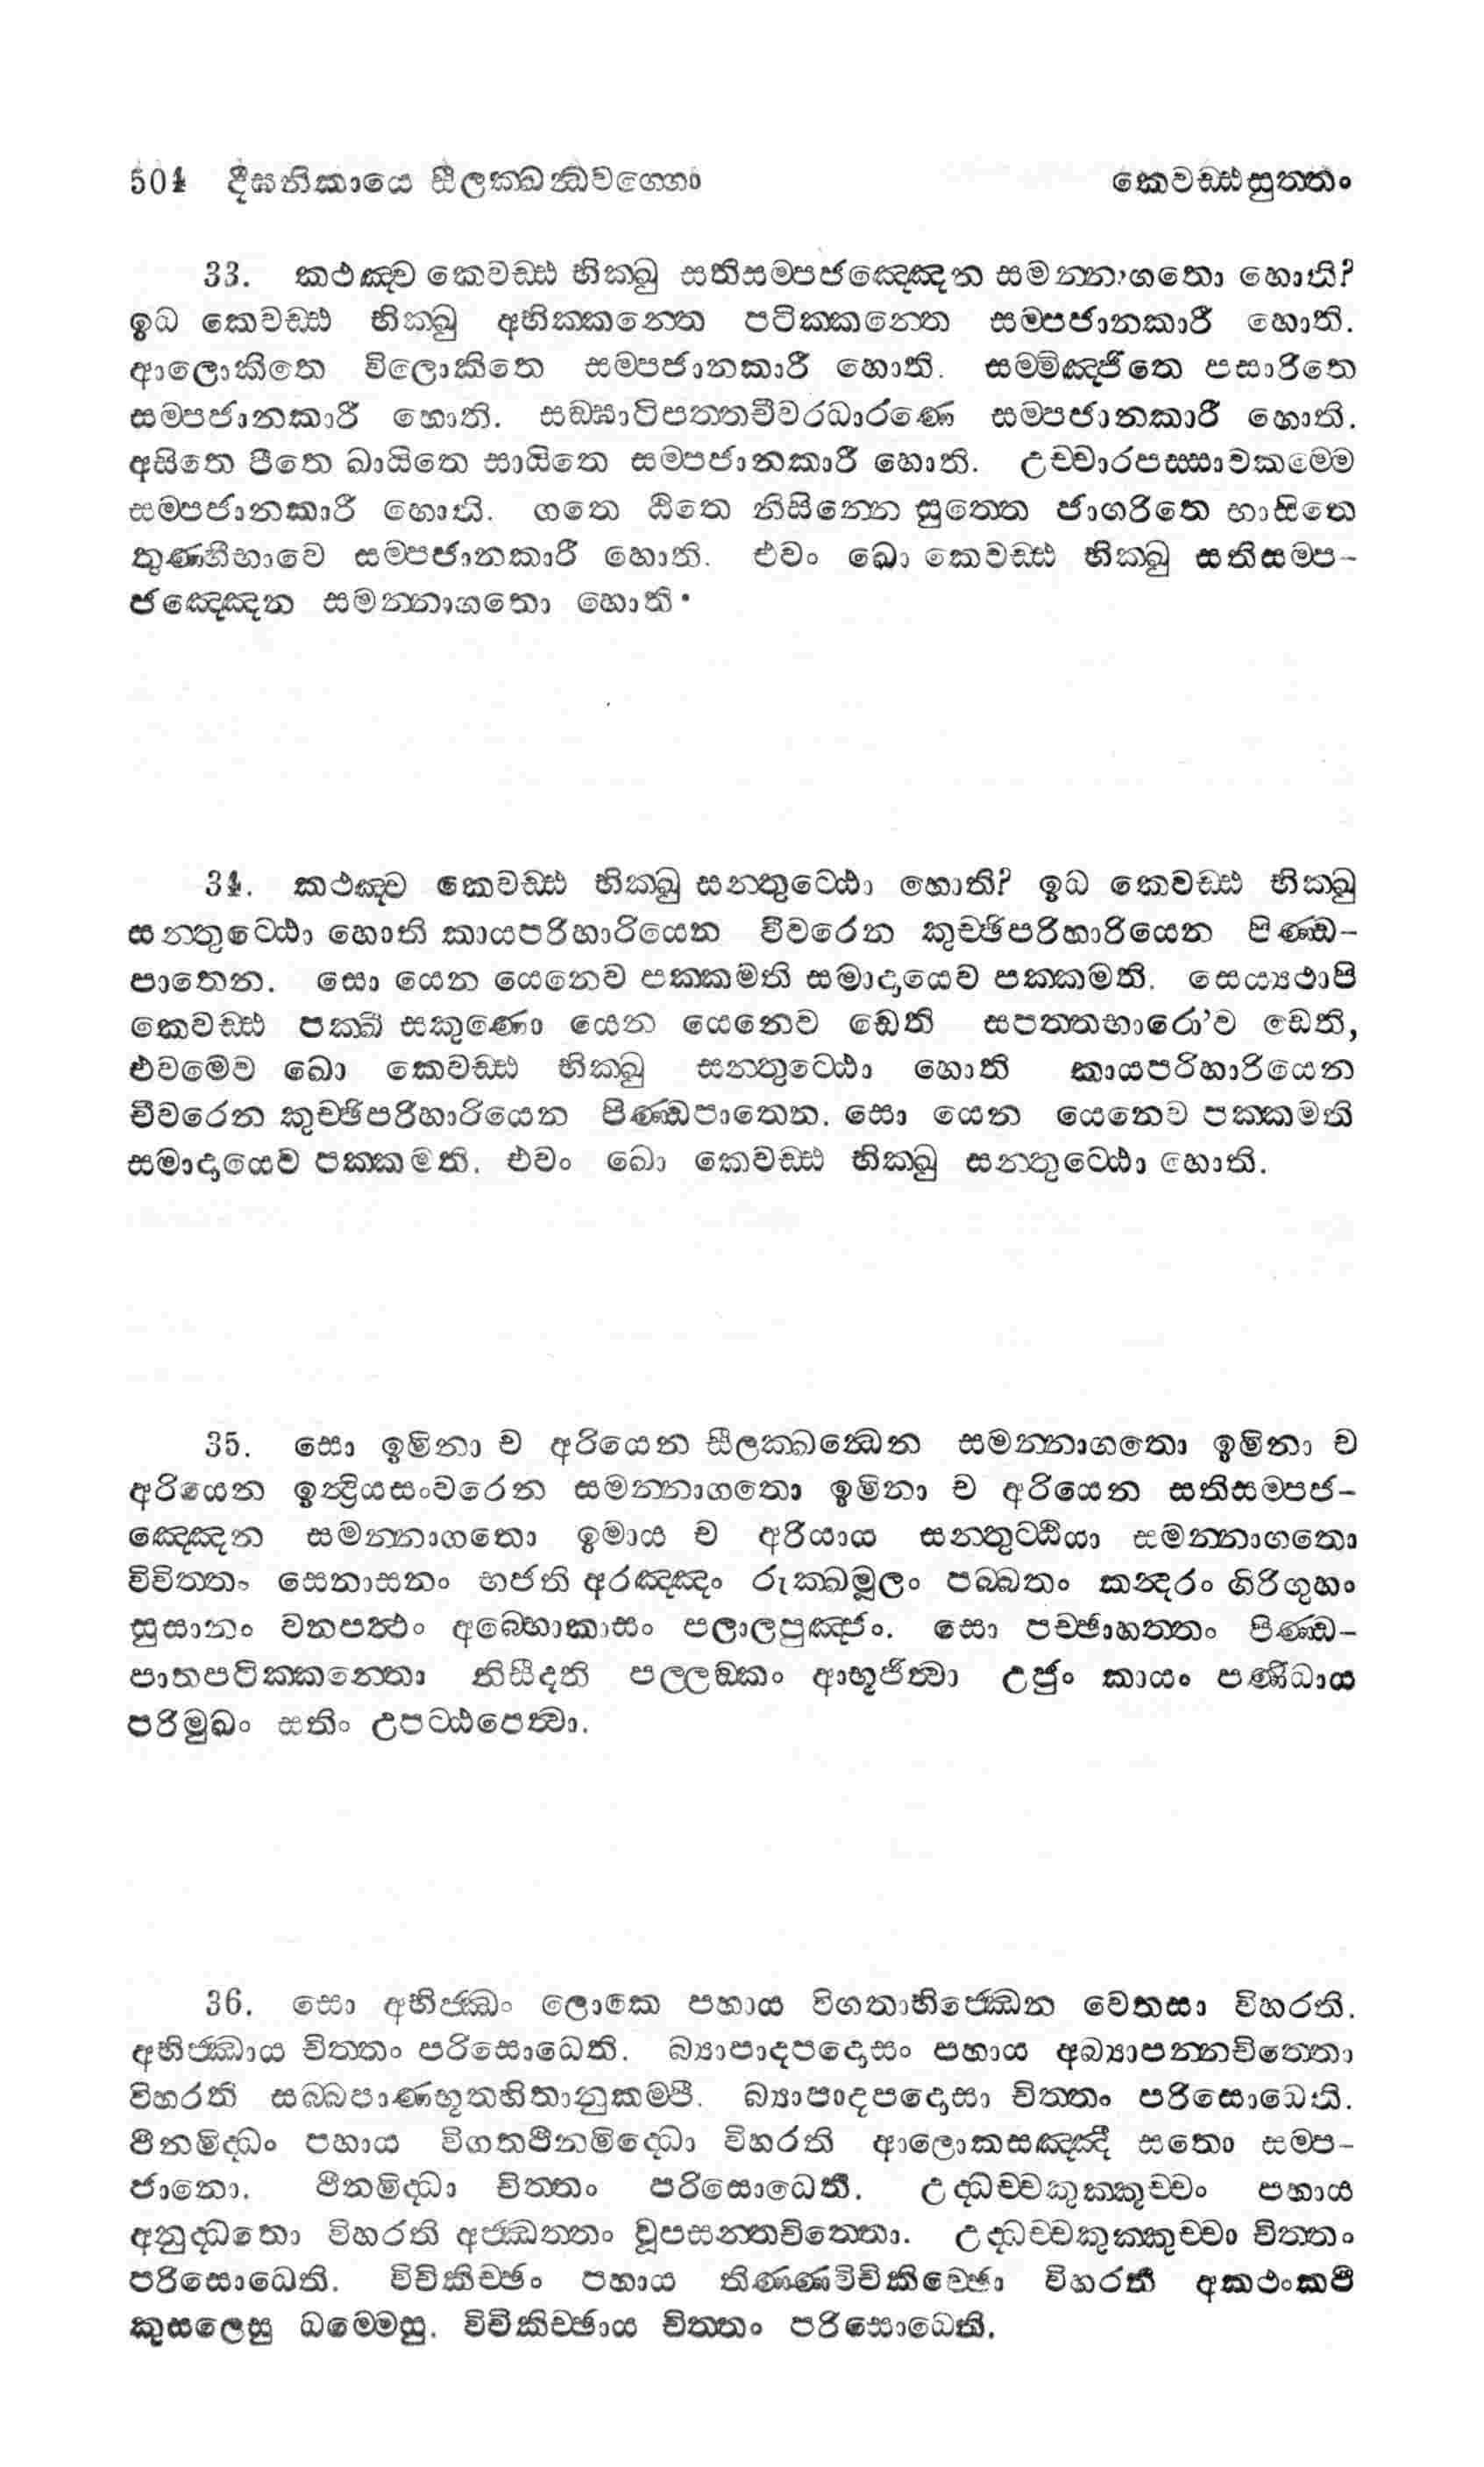 504 දීඝනිකායෙ සීලක්ඛන්ධවග්ගො කෙවඩ්ඪසුත්තං
33. කථඤ්ච කෙවඩ්ඪ භික්ඛු සතිසම්පජඤ්ඤෙන සමන්නාගතො හොති?
ඉධ කෙවඩ්ඪ භික්ඛු අභික්කන්තෙ පටික්කන්තෙ සම්පජානකාරී හොති.
ආලොකිතෙ විලොකිතෙ සම්පජානකාරී හොති. සම්මිඤ්ජිතෙ පසාරිතෙ
සම්පජානකාරී හොති. සඞ්ඝාටිපත්තචීවරධාරණෙ සම්පජානකාරී හොති.
අසිතෙ පීතෙ ඛායිතෙ සායිතෙ සම්පජානකාරී හොති. උච්චාරපස්සාවකම්මෙ
සම්පජානකාරී හොති. ගතෙ ඨිතෙ නිසින්නෙ සුත්තෙ ජාගරිතෙ භාසිතෙ
තුණ්හීභාවෙ සම්පජානකාරී හොති. එවං ඛො කෙවඩ්ඪ භික්ඛු සතිසම්ප-
ජඤ්ඤෙන සමන්නාගතො හොති.
34. කථඤ්ච කෙවඩ්ඪ භික්ඛු සන්තුට්ඨො හොති? ඉධ කෙවඩ්ඪ භික්ඛු
සන්තුට්ඨො හොති කායපරිහාරියෙන චීවරෙන කුච්ඡිපරිහාරියෙන පිණ්ඩ-
පාතෙන. සො යෙන යෙනෙව පක්කමති සමාදායෙව පක්කමති. සෙය්‍යථාපි
කෙවඩ්ඪ පක්ඛී සකුණො යෙන යෙනෙව ඩෙති සපත්තභාරො'ව ඩෙති,
එවමෙව ඛො කෙවඩ්ඪ භික්ඛු සන්තුට්ඨො හොති කායපරිහාරියෙන
චීවරෙන කුච්ඡිපරිහාරියෙන පිණ්ඩපාතෙන. සො යෙන යෙනෙව පක්කමති
සමාදායෙව පක්කමති. එවං ඛො කෙවඩ්ඪ භික්ඛු සන්තුට්ඨො හොති.
35. සො ඉමිනා ච අරියෙන සීලක්ඛන්ධෙන සමන්නාගතො ඉමිනා ච
අරියෙන ඉන්ද්‍රියසංවරෙන සමන්නාගතො ඉමිනා ච අරියෙන සතිසම්පජ-
ඤ්ඤෙන සමන්නාගතො ඉමාය ච අරියාය සන්තුට්ඨියා සමන්නාගතො
විවිත්තං සෙනාසනං භජති අරඤ්ඤං රුක්ඛමූලං පබ්බතං කන්දරං ගිරිගුහං
සුසානං වනපත්ථං අබ්භොකාසං පලාලපුඤ්ජං. සො පච්ඡාභත්තං පිණ්ඩ-
පාතපටික්කන්තො නිසීදති පල්ලඞ්කං ආභුජිත්වා උජුං කායං පණිධාය
පරිමුඛං සතිං උපට්ඨපෙත්වා.
36. සො අභිජ්ඣං ලොකෙ පහාය විගතාභිජ්ඣෙන චෙතසා විහරති.
අභිජ්ඣාය චිත්තං පරිසොධෙති. බ්‍යාපාදපදොසං පහාය අබ්‍යාපන්නචිත්තො
විහරති සබ්බපාණභූතහිතානුකම්පී. බ්‍යාපාදපදොසා චිත්තං පරිසොධෙති.
ථීනමිද්ධං පහාය විගතථීනමිද්ධො විහරති ආලොකසඤ්ඤී සතො සම්ප-
ජානො. ථීනමිද්ධා චිත්තං පරිසොධෙති. උද්ධච්චකුක්කුච්චං පහාය
අනුද්ධතො විහරති අජ්ඣත්තං වූපසන්තචිත්තො. උද්ධච්චකුක්කුච්චා චිත්තං
පරිසොධෙති. විචිකිච්ඡං පහාය තිණ්ණවිචිකිච්ඡො විහරති අකථංකථී
කුසලෙසු ධම්මෙසු. විචිකිච්ඡාය චිත්තං පරිසොධෙති.